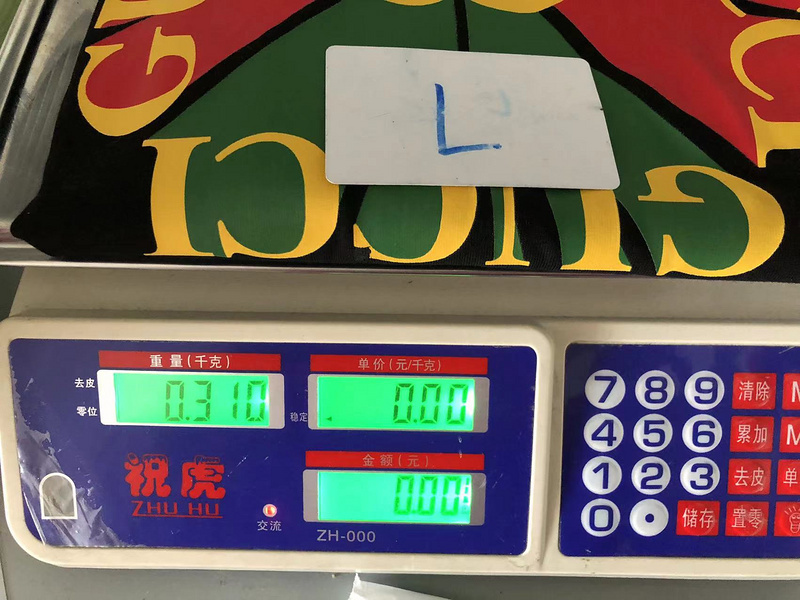 GUCCI
L
GUCCI
重量(千克)
单价(元/千克)
去皮
零位
0.310
稳定
0.00
金额(元)
0.00
祝虎
ZHU HU
交流
ZH-000
7 8 9 清除 M
4 5 6 累加 M
1 2 3 去皮 单
0 • 储存 置零